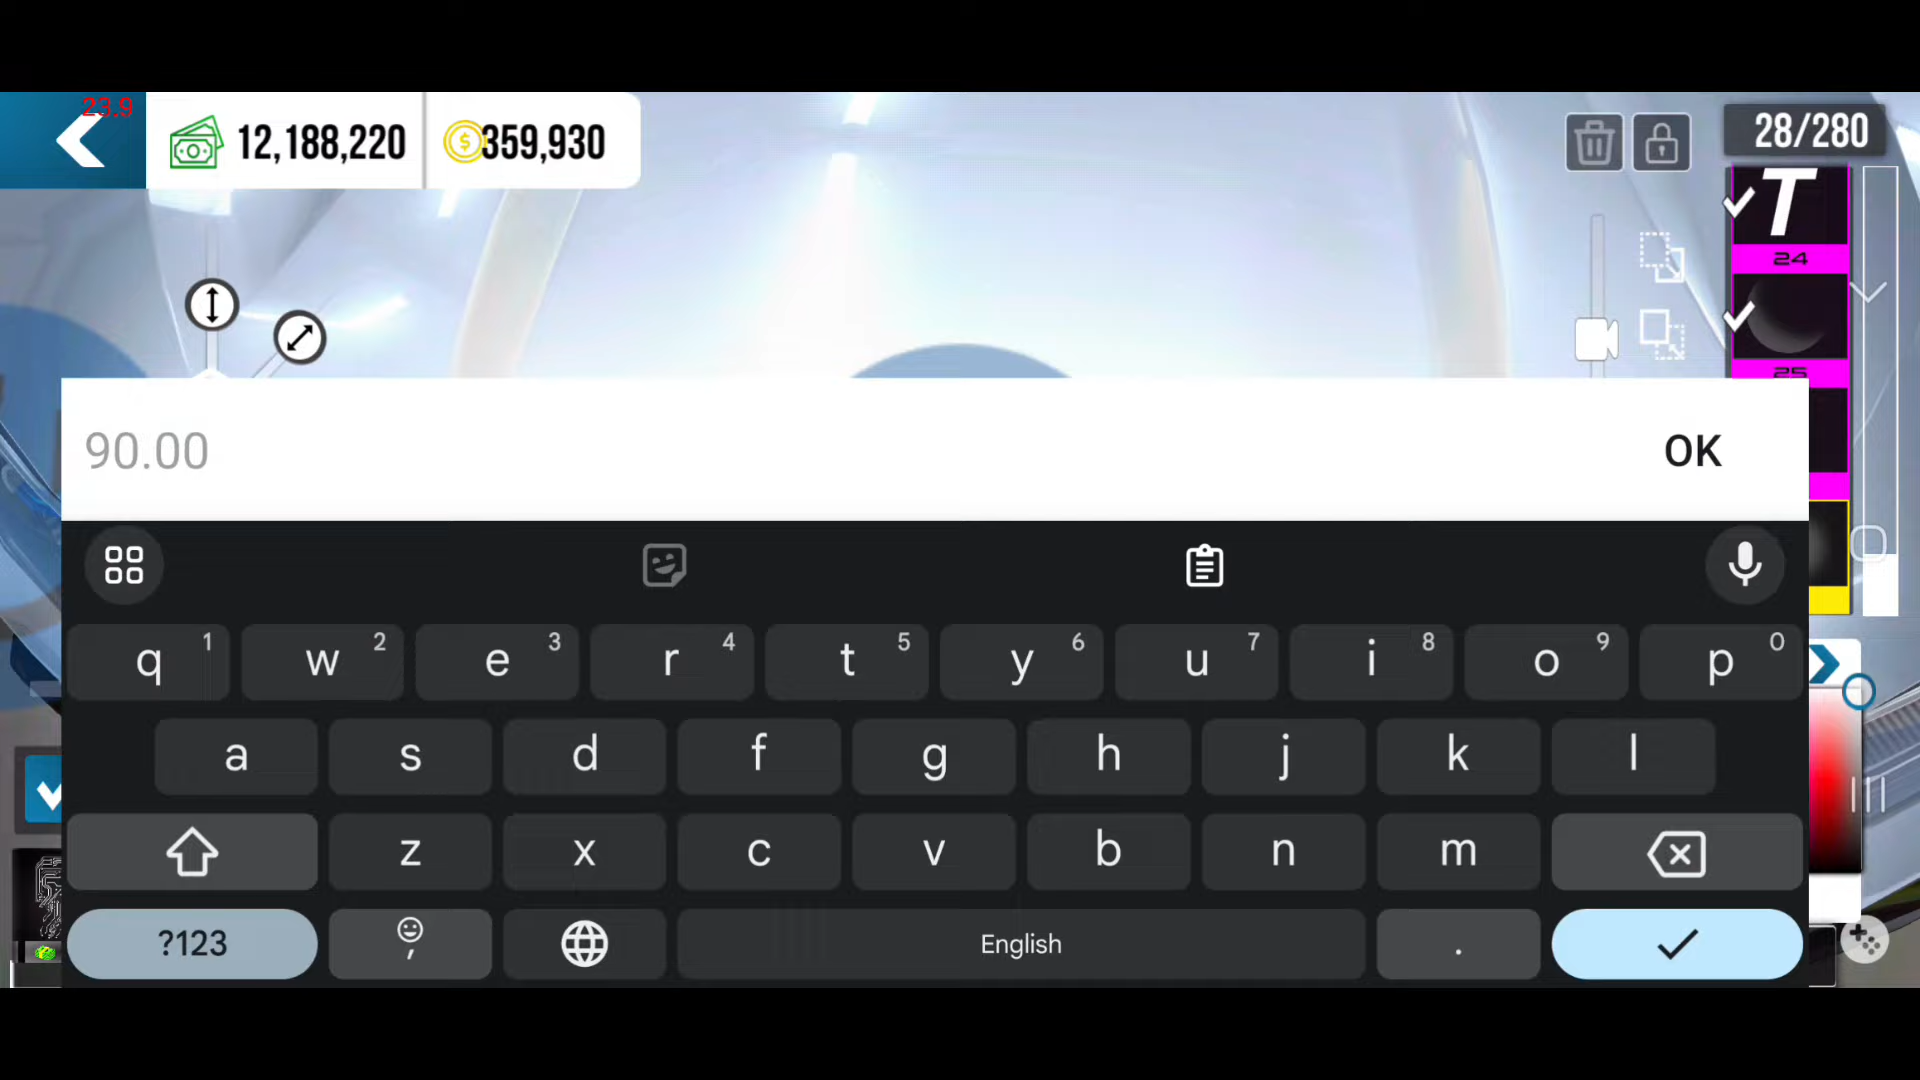 23.9
12,188,220
359,930
28/280
T
24
25
90.00
OK
q 1 w 2 e 3 r 4 t 5 y 6 u 7 i 8 o 9 p 0
a s d f g h j k l
z x c v b n m
?123 , English .